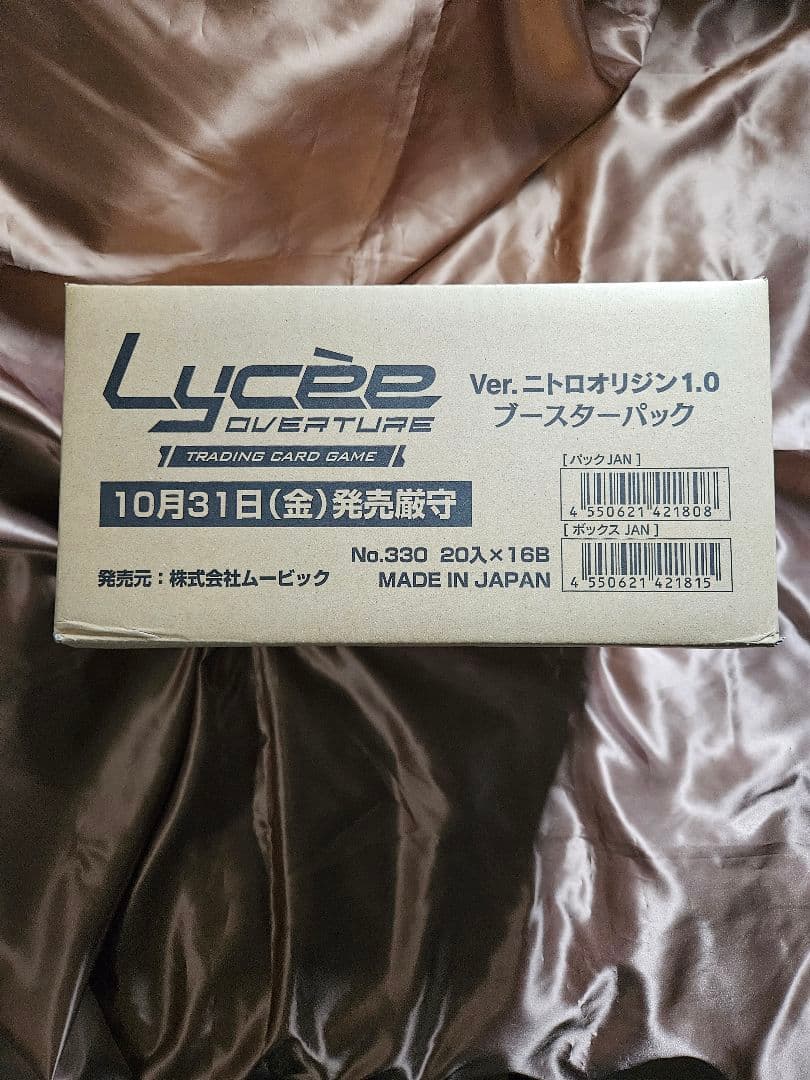 Lycèe
OVERTURE
TRADING CARD GAME
Ver.ニトロオリジン1.0
ブースターパック
10月31日(金)発売厳守
[パックJAN]
4 550621 421808
[ボックス JAN]
4 550621 421815
No.330 20入×16B
発売元:株式会社ムービック
MADE IN JAPAN